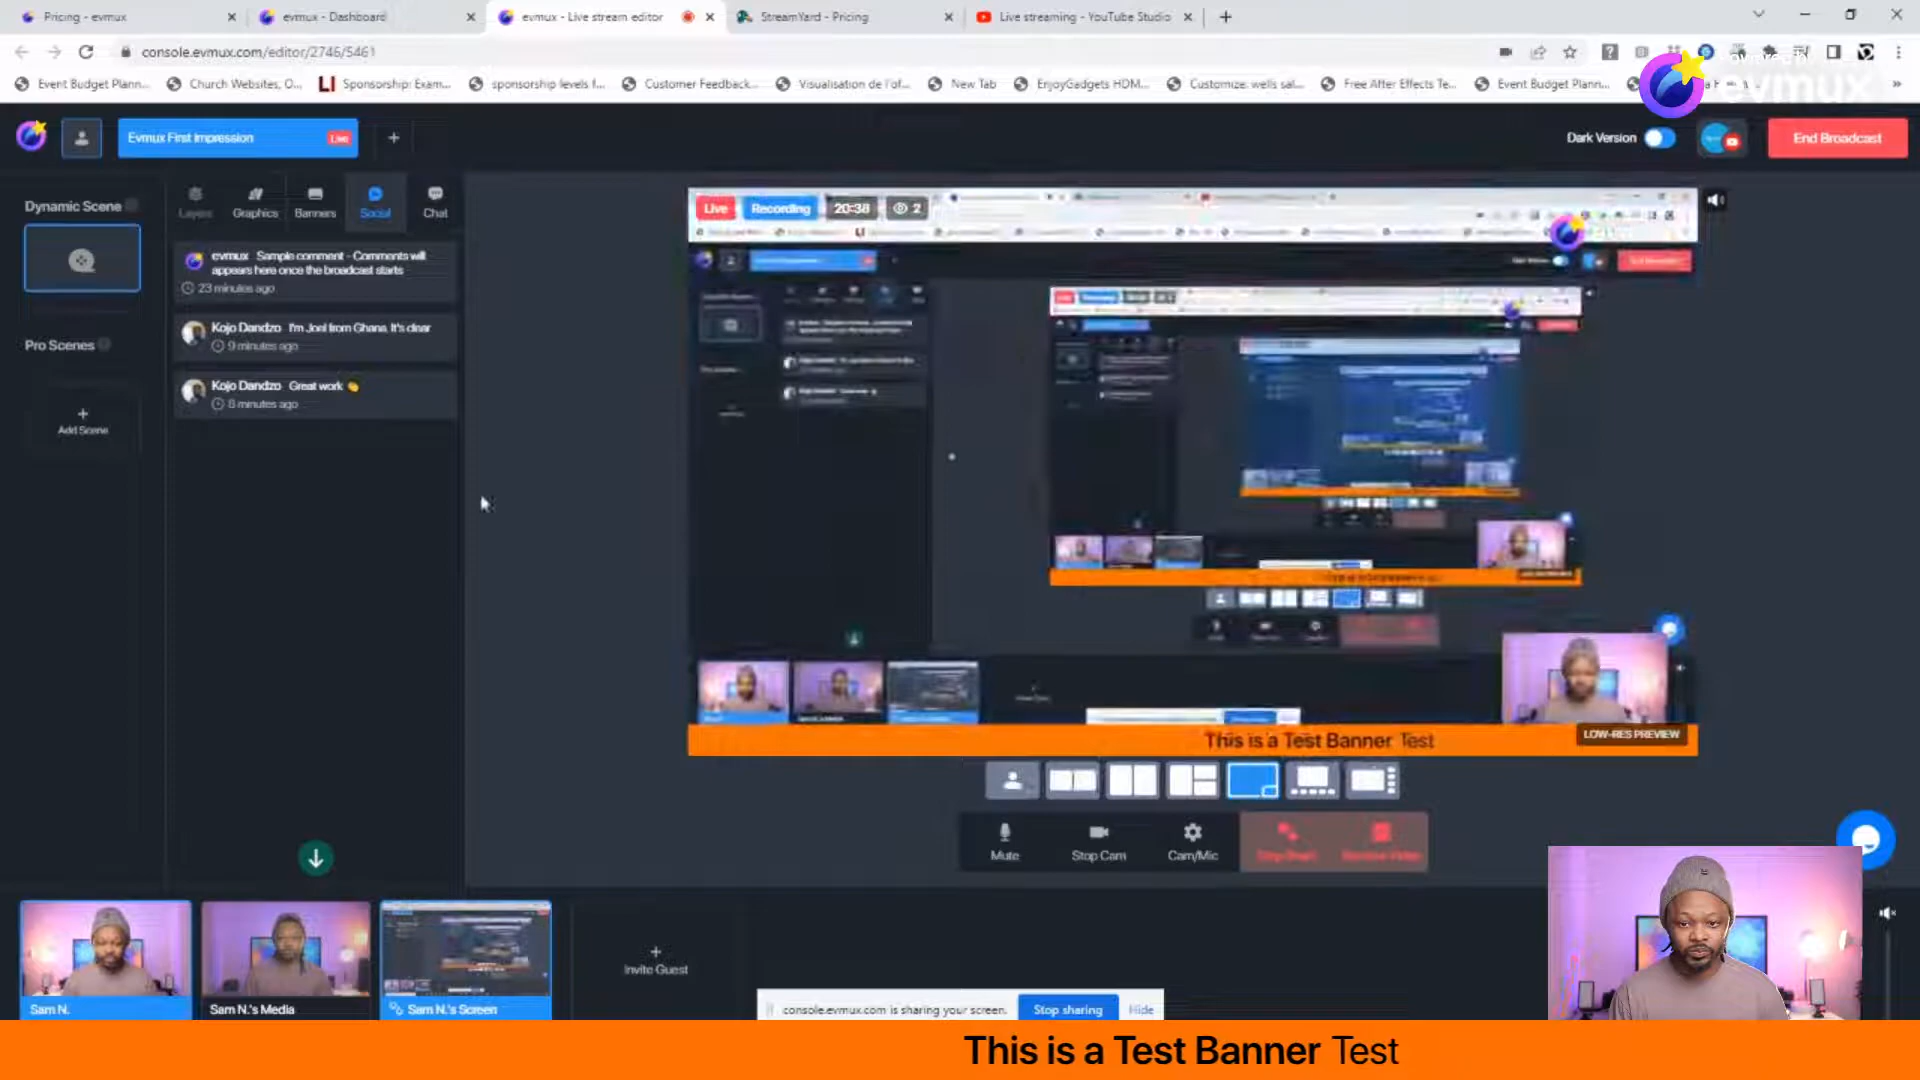 Pricing - evmux
evmux - Dashboard
evmux - Live stream editor
StreamYard - Pricing
Live streaming - YouTube Studio
console.evmux.com/editor/2746/5461
Event Budget Plann...
Church Websites, O...
Sponsorship: Exam...
sponsorship levels f...
Customer Feedback...
Visualisation de l'of...
New Tab
EnjoyGadgets HDM...
Customize: wells sal...
Free After Effects Te...
Event Budget Plann...
evmux
Evmux First Impression
Live
Dark Version
End Broadcast
Dynamic Scene
Layers
Graphics
Banners
Social
Chat
evmux Sample comment - Comments will
appears here once the broadcast starts
23 minutes ago
Kojo Dandzo I'm Joel from Ghana. It's clear
9 minutes ago
Kojo Dandzo Great work 👏
8 minutes ago
Pro Scenes
Add Scene
Live
Recording
20:38
2
This is a Test Banner Test
LOW-RES PREVIEW
Mute
Stop Cam
Cam/Mic
Sam N.
Sam N.'s Media
Sam N.'s Screen
Invite Guest
console.evmux.com is sharing your screen.
Stop sharing
Hide
This is a Test Banner Test